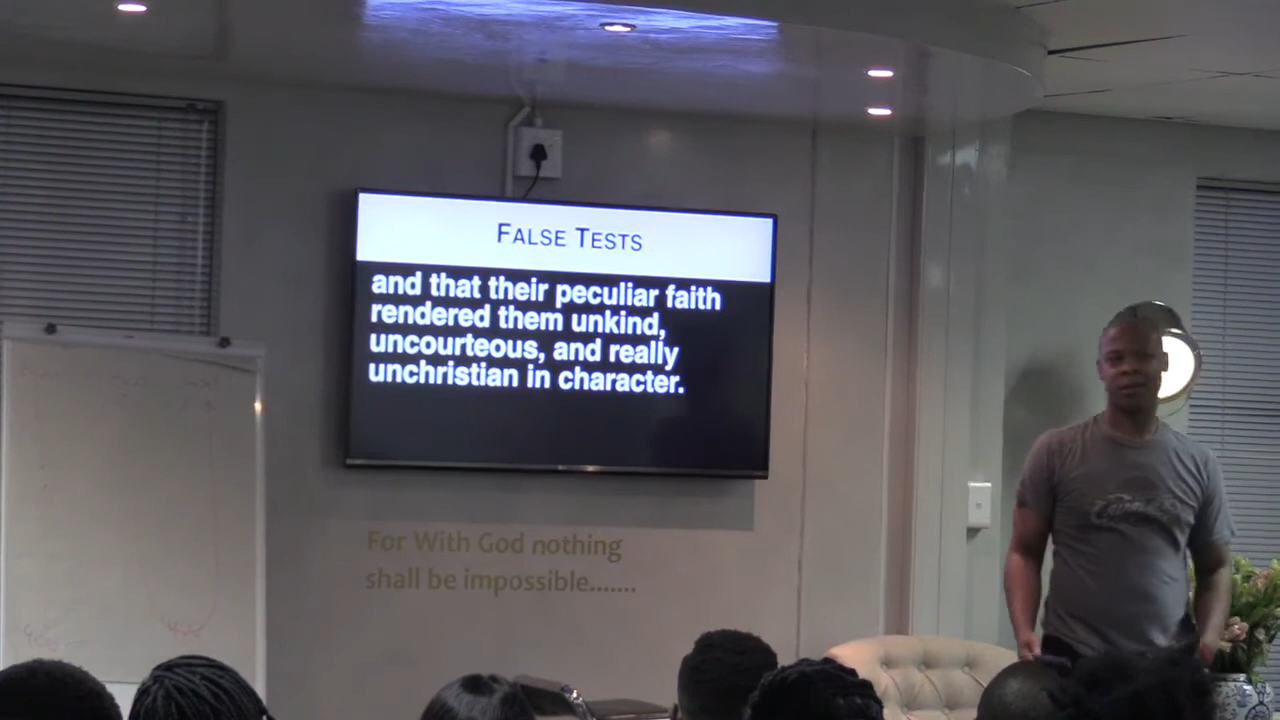 FALSE TESTS
and that their peculiar faith
rendered them unkind,
uncourteous, and really
unchristian in character.
For With God nothing
shall be impossible.......